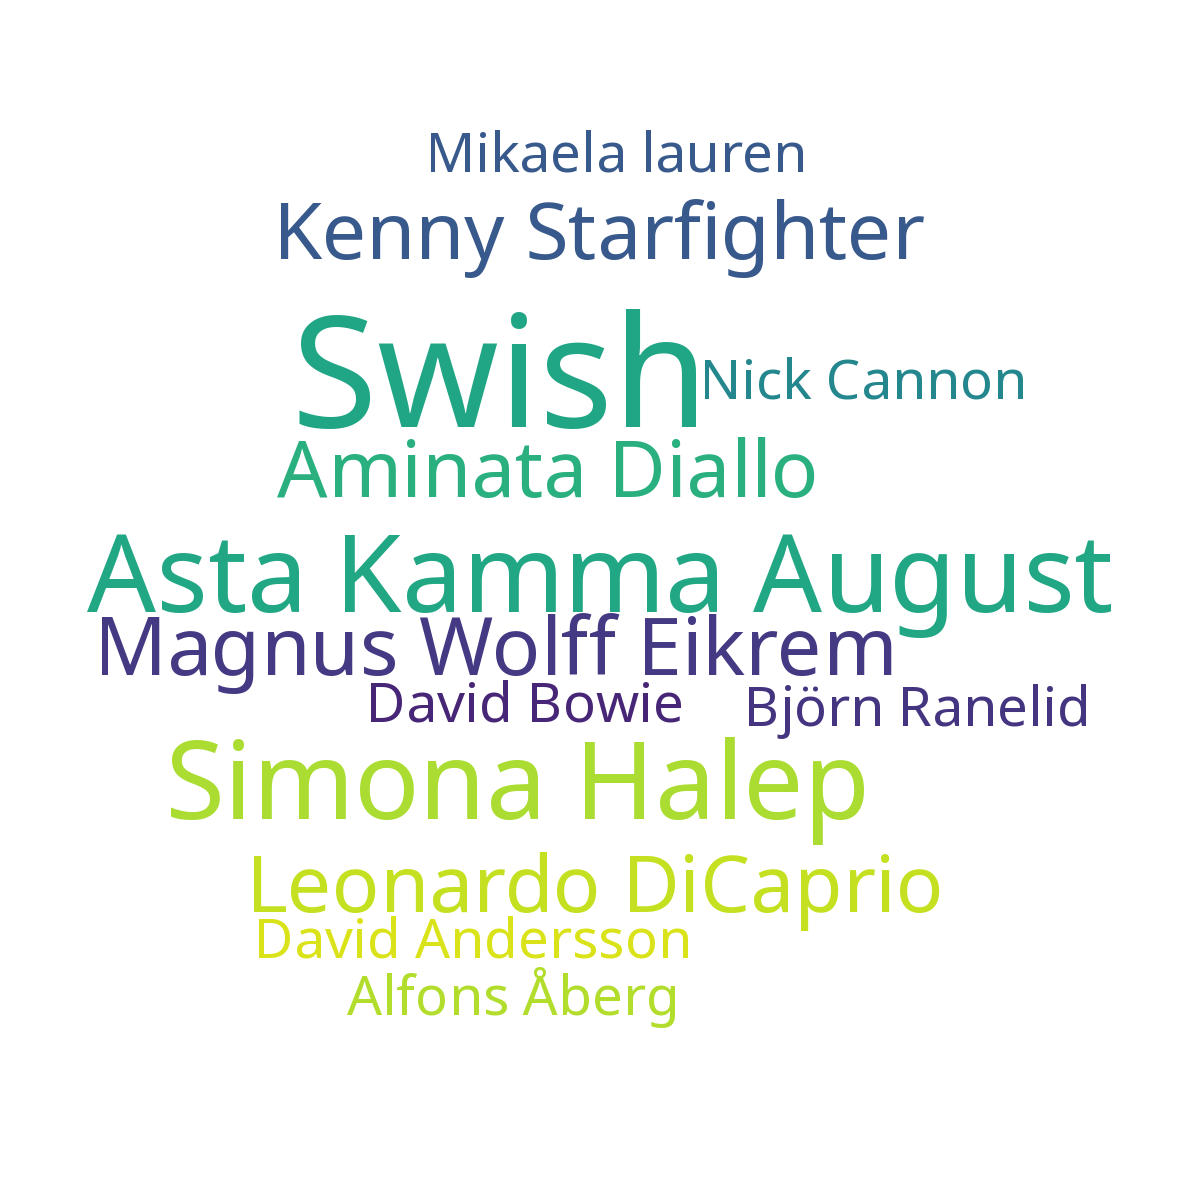 Mikaela lauren
Kenny Starfighter
Swish
Nick Cannon
Aminata Diallo
Asta Kamma August
Magnus Wolff Eikrem
David Bowie
Björn Ranelid
Simona Halep
Leonardo DiCaprio
David Andersson
Alfons Åberg